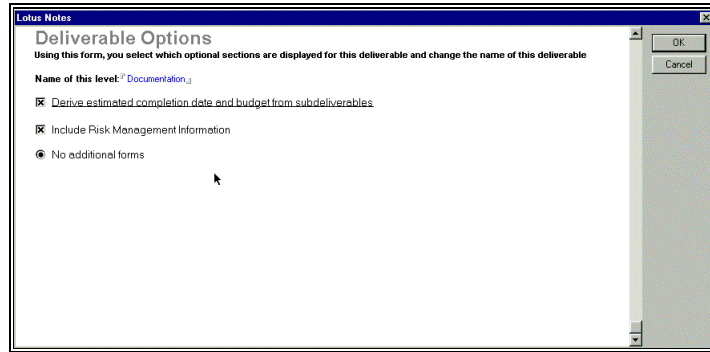 Lotus Notes
Deliverable Options
Using this form, you select which optional sections are displayed for this deliverable and change the name of this deliverable
Name of this level: Documentation
Derive estimated completion date and budget from subdeliverables
Include Risk Management Information
No additional forms
OK
Cancel